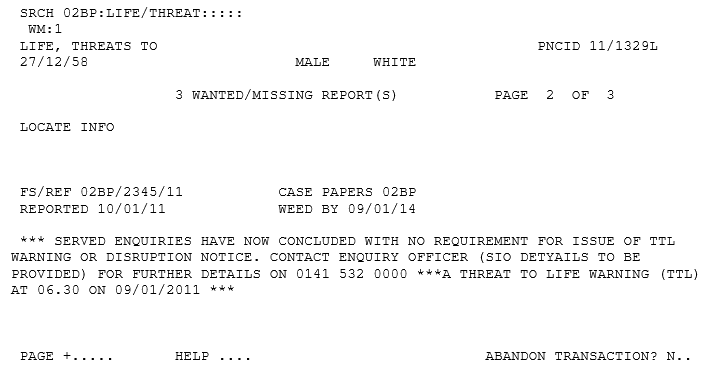 SRCH 02BP:LIFE/THREAT:::::
WM:1
LIFE, THREATS TO PNCID 11/1329L
27/12/58 MALE WHITE
3 WANTED/MISSING REPORT(S) PAGE 2 OF 3
LOCATE INFO
FS/REF 02BP/2345/11 CASE PAPERS 02BP
REPORTED 10/01/11 WEED BY 09/01/14
*** SERVED ENQUIRIES HAVE NOW CONCLUDED WITH NO REQUIREMENT FOR ISSUE OF TTL
WARNING OR DISRUPTION NOTICE. CONTACT ENQUIRY OFFICER (SIO DETYAILS TO BE
PROVIDED) FOR FURTHER DETAILS ON 0141 532 0000 ***A THREAT TO LIFE WARNING (TTL)
AT 06.30 ON 09/01/2011 ***
PAGE +..... HELP .... ABANDON TRANSACTION? N..